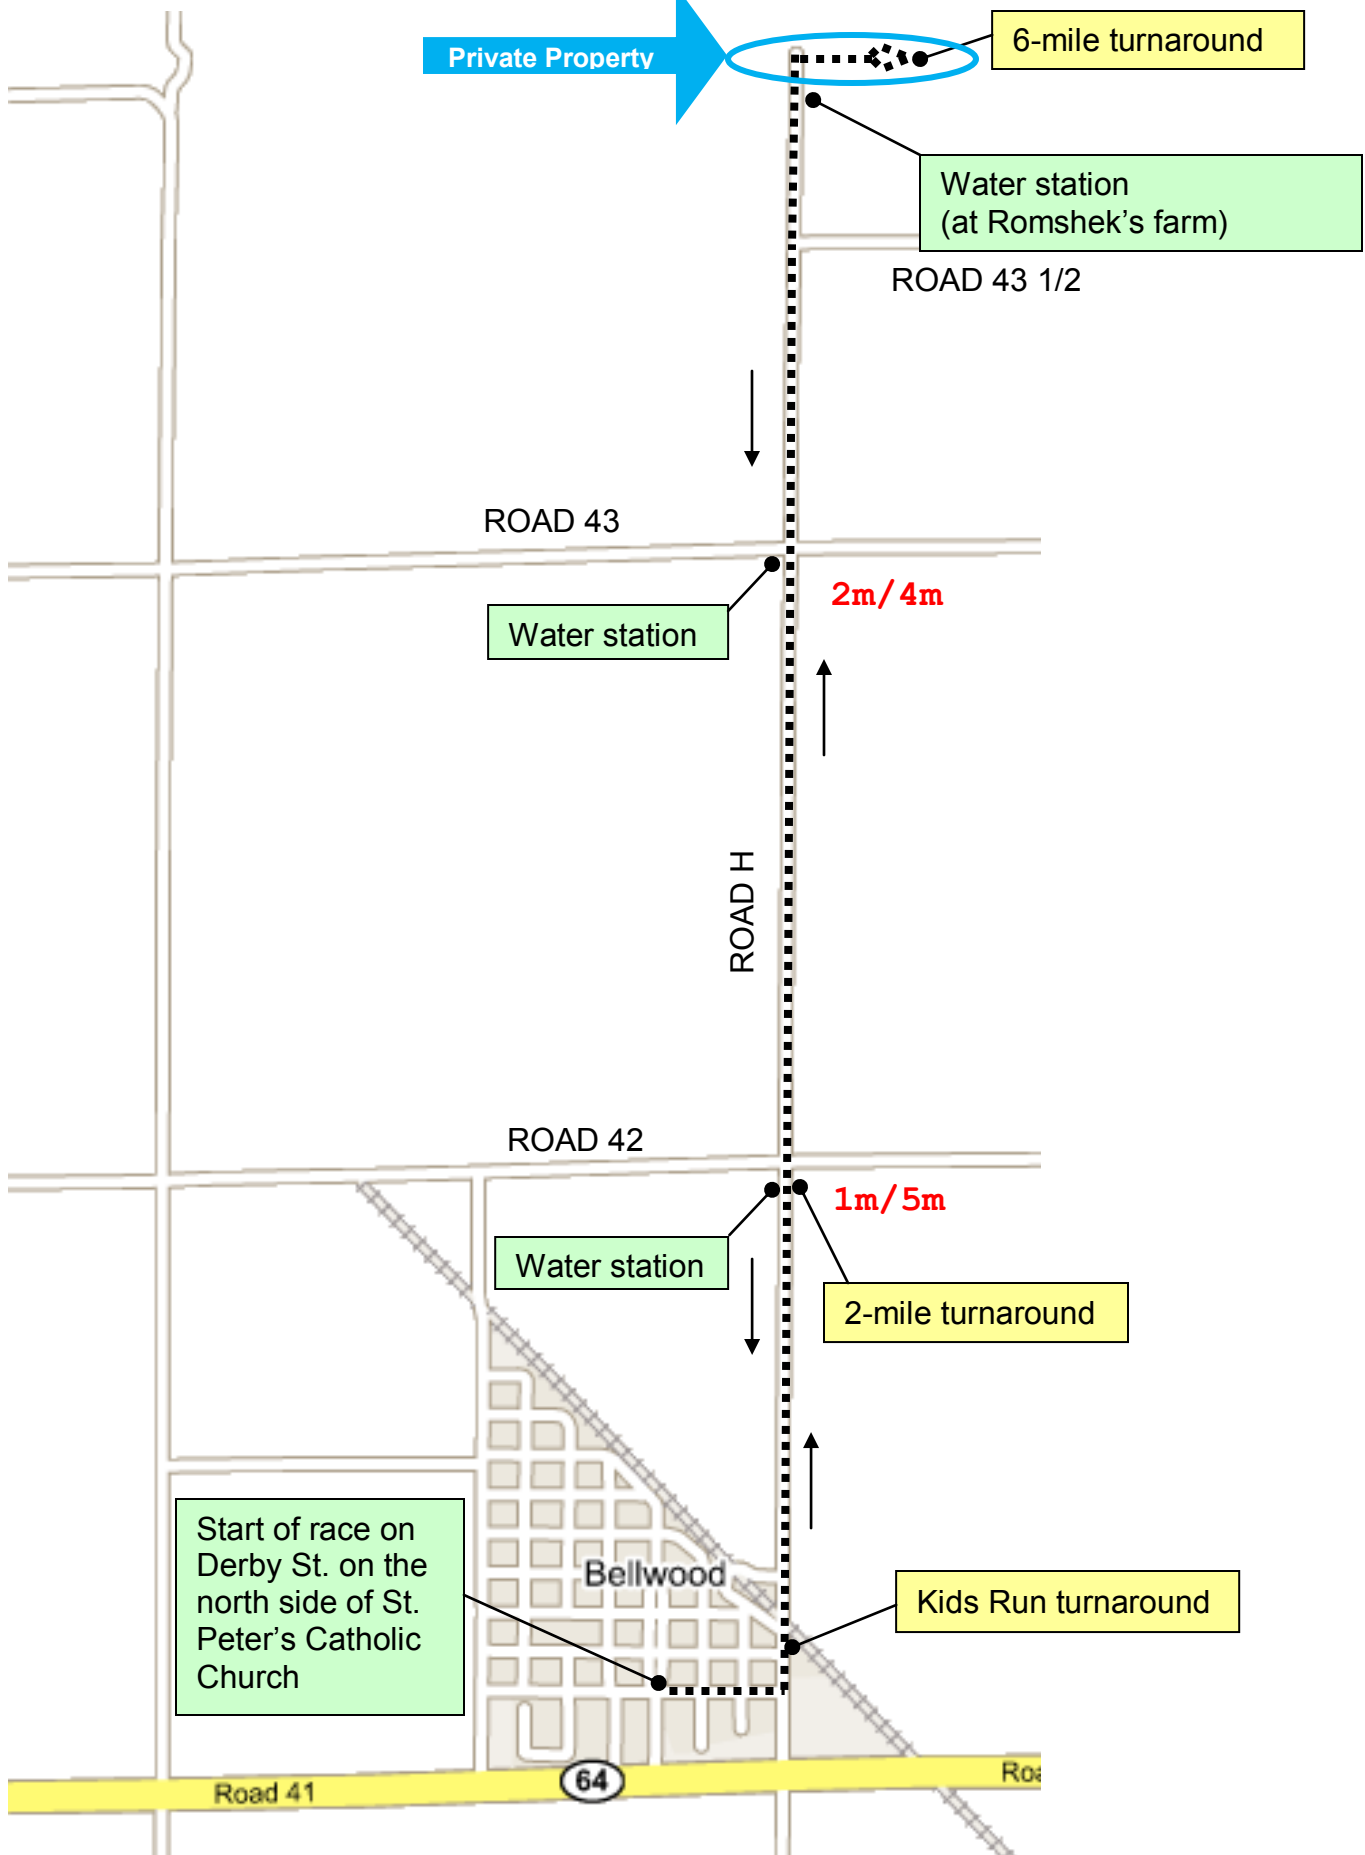 Private Property
6-mile turnaround
Water station
(at Romshek’s farm)
ROAD 43 1/2
ROAD 43
Water station
2m/4m
ROAD H
ROAD 42
1m/5m
Water station
2-mile turnaround
Start of race on
Derby St. on the
north side of St.
Peter’s Catholic
Church
Bellwood
Kids Run turnaround
64
Road 41